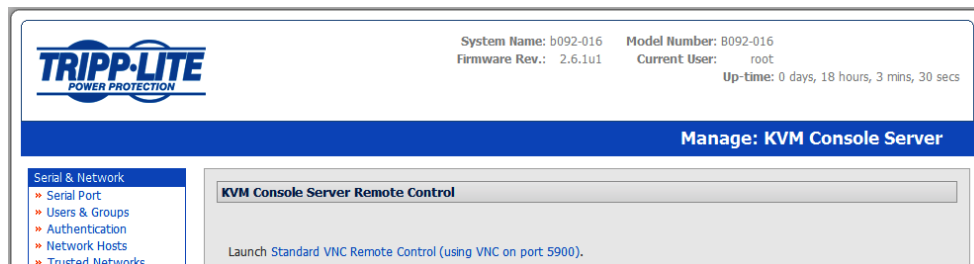 TRIPP·LITE
POWER PROTECTION
System Name: b092-016 Model Number: B092-016
Firmware Rev.: 2.6.1u1 Current User: root
Up-time: 0 days, 18 hours, 3 mins, 30 secs
Manage: KVM Console Server
Serial & Network
» Serial Port
» Users & Groups
» Authentication
» Network Hosts
» Trusted Networks
KVM Console Server Remote Control
Launch Standard VNC Remote Control (using VNC on port 5900).